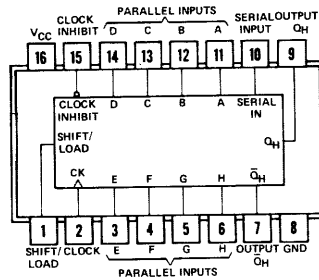 PARALLEL INPUTS
CLOCK SERIAL OUTPUT
VCC INHIBIT D C B A INPUT QH
16 15 14 13 12 11 10 9
CLOCK D C B A SERIAL
INHIBIT IN
SHIFT/
LOAD QH
CK E F G H Q̅H
1 2 3 4 5 6 7 8
SHIFT/ CLOCK E F G H OUTPUT GND
LOAD Q̅H
PARALLEL INPUTS